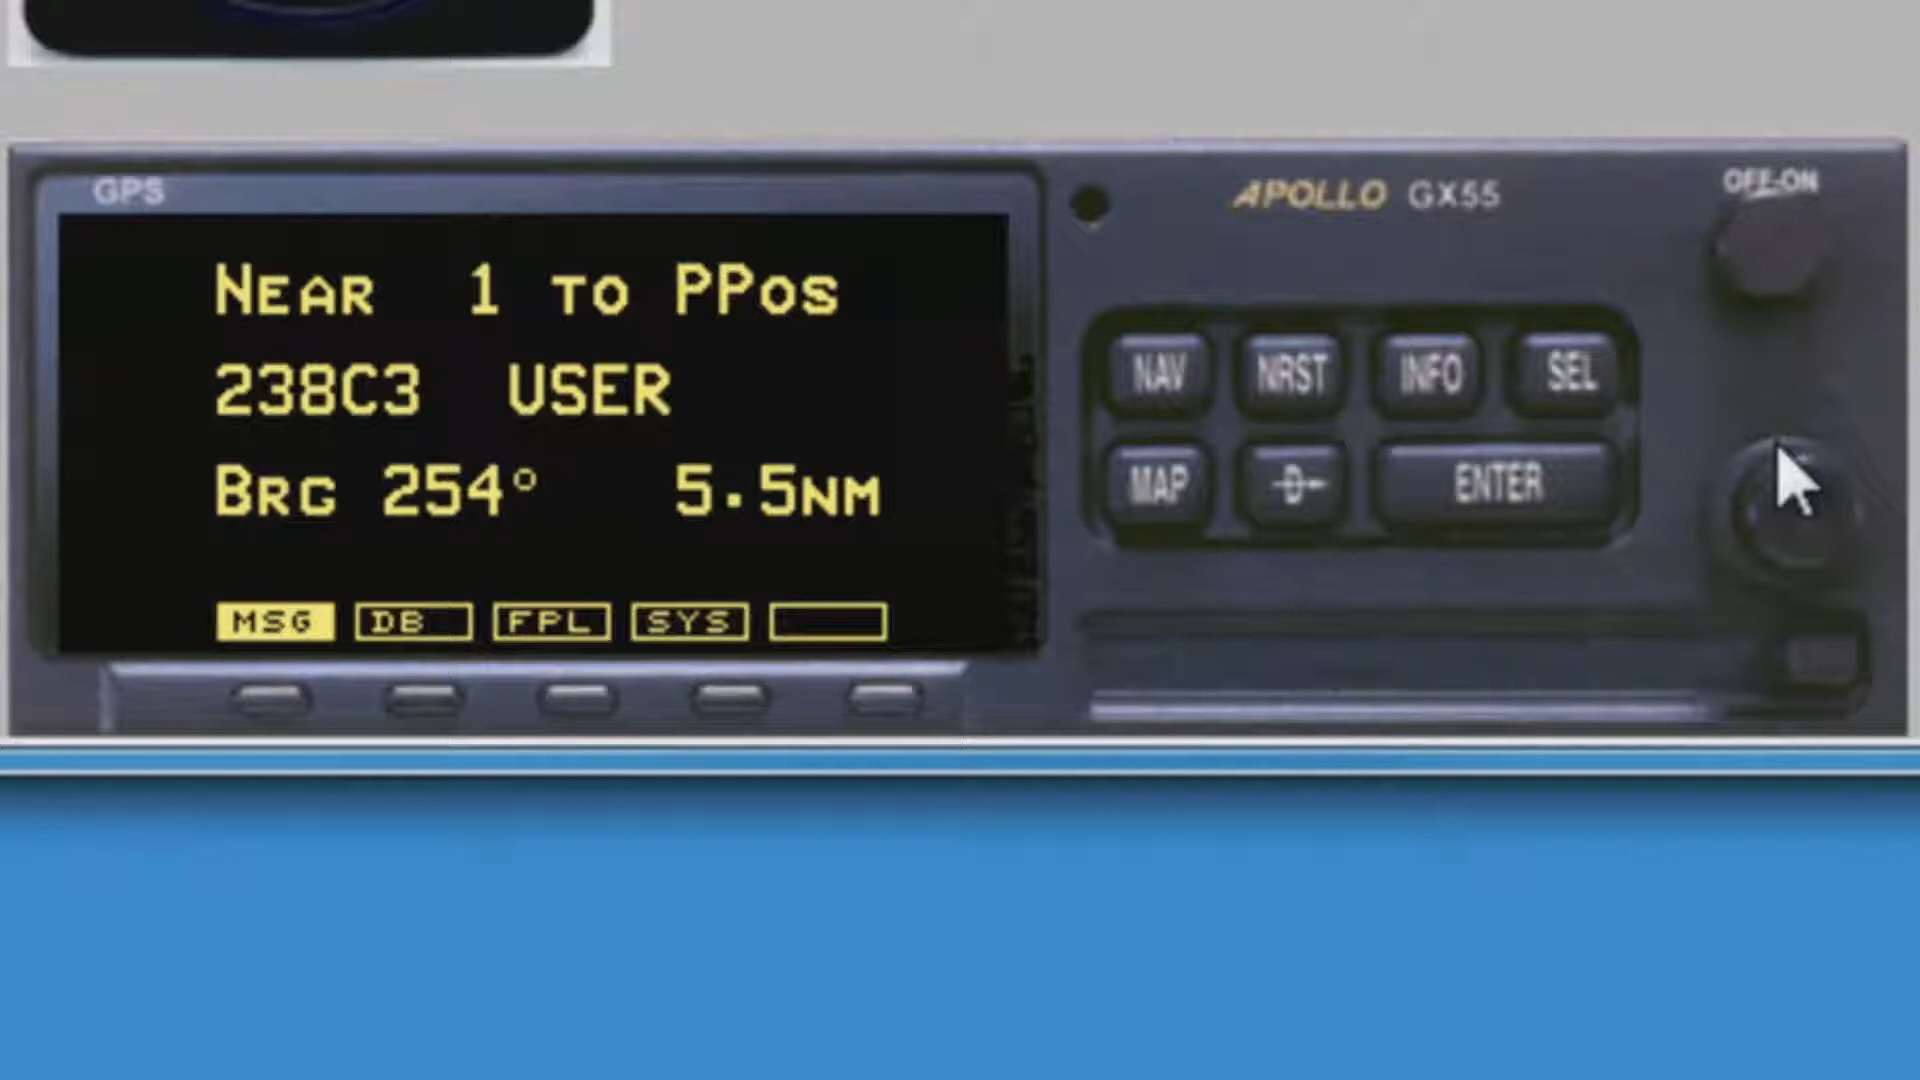 GPS
APOLLO GX55
OFF-ON
NEAR 1 TO PPOS
238C3 USER
BRG 254° 5.5NM
MSG DB FPL SYS
NAV NRST INFO SEL
MAP D ENTER